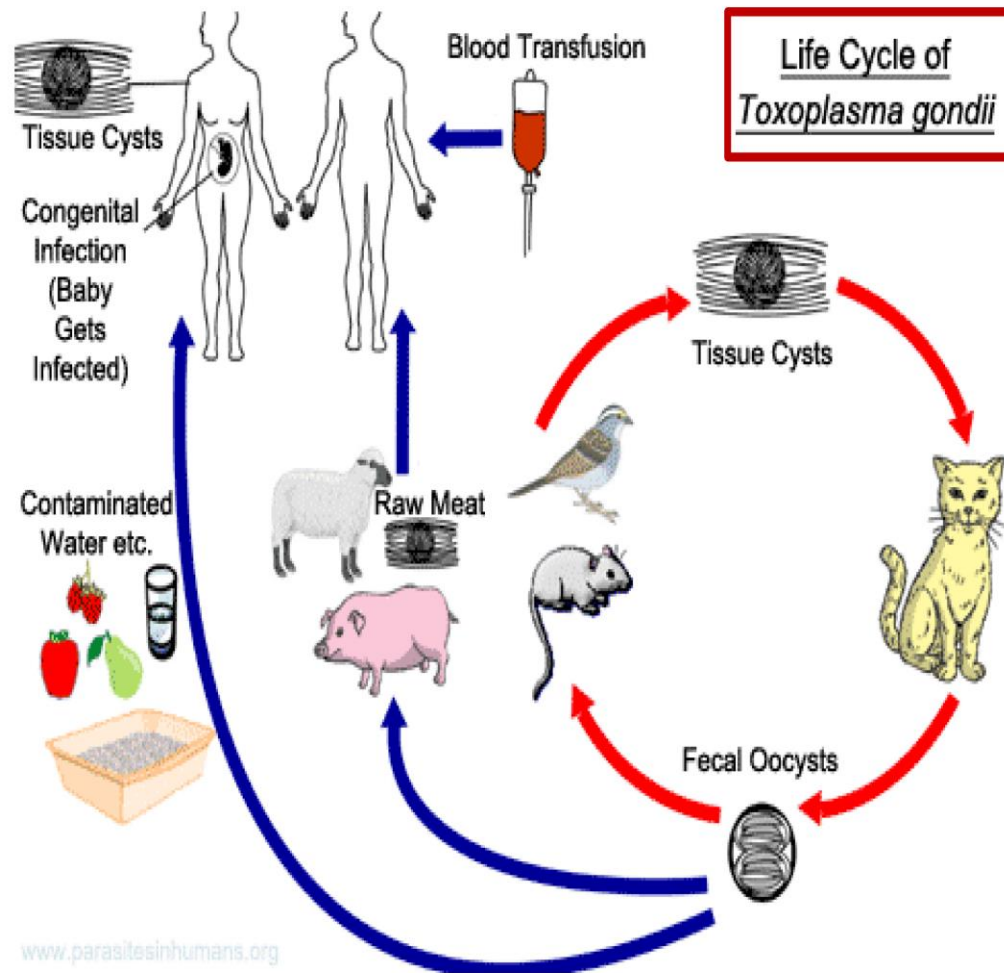 Life Cycle of
Toxoplasma gondii
Blood Transfusion
Tissue Cysts
Congenital
Infection
(Baby
Gets
Infected)
Tissue Cysts
Contaminated
Water etc.
Raw Meat
Fecal Oocysts
www.parasitesinhumans.org